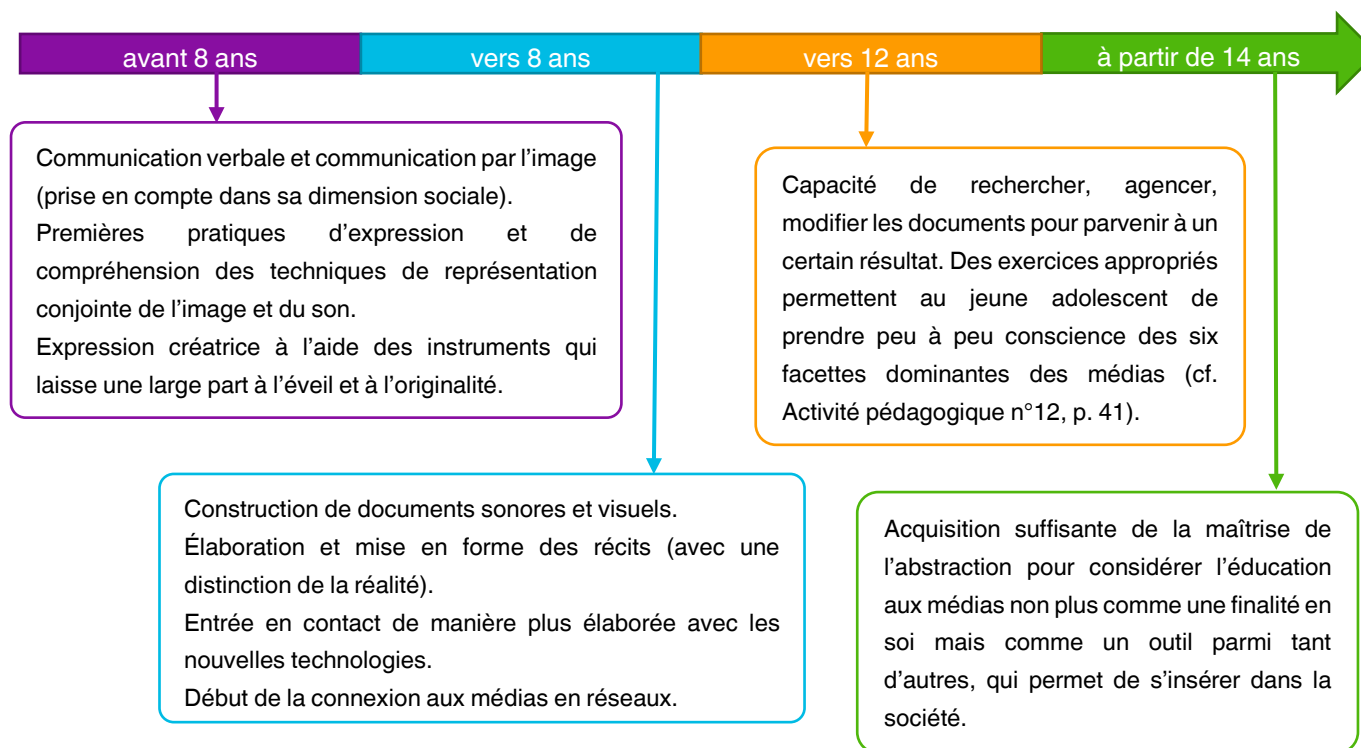 avant 8 ans
vers 8 ans
vers 12 ans
à partir de 14 ans
Communication verbale et communication par l’image
(prise en compte dans sa dimension sociale).
Premières pratiques d’expression et de
compréhension des techniques de représentation
conjointe de l’image et du son.
Expression créatrice à l’aide des instruments qui
laisse une large part à l’éveil et à l’originalité.
Construction de documents sonores et visuels.
Élaboration et mise en forme des récits (avec une
distinction de la réalité).
Entrée en contact de manière plus élaborée avec les
nouvelles technologies.
Début de la connexion aux médias en réseaux.
Capacité de rechercher, agencer,
modifier les documents pour parvenir à un
certain résultat. Des exercices appropriés
permettent au jeune adolescent de
prendre peu à peu conscience des six
facettes dominantes des médias (cf.
Activité pédagogique n°12, p. 41).
Acquisition suffisante de la maîtrise de
l’abstraction pour considérer l’éducation
aux médias non plus comme une finalité en
soi mais comme un outil parmi tant
d’autres, qui permet de s’insérer dans la
société.